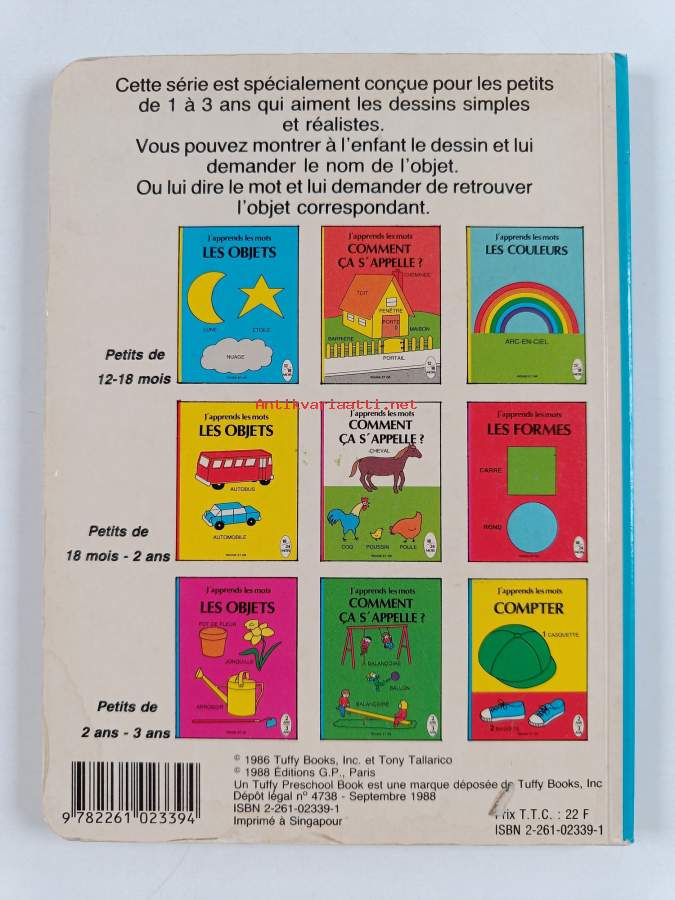 Cette série est spécialement conçue pour les petits
de 1 à 3 ans qui aiment les dessins simples
et réalistes.
Vous pouvez montrer à l'enfant le dessin et lui
demander le nom de l'objet.
Ou lui dire le mot et lui demander de retrouver
l'objet correspondant.
Petits de
12-18 mois
J'apprends les mots
LES OBJETS
LUNE
ETOILE
NUAGE
J'apprends les mots
COMMENT
ÇA S'APPELLE ?
CHEMINÉE
TOIT
FENÊTRE
PORTE
BARRIÈRE
MAISON
PORTAIL
J'apprends les mots
LES COULEURS
ARC-EN-CIEL
Antikvariaatti.net
Petits de
18 mois - 2 ans
J'apprends les mots
LES OBJETS
AUTOBUS
AUTOMOBILE
J'apprends les mots
COMMENT
ÇA S'APPELLE ?
CHEVAL
COQ
POUSSIN
POULE
J'apprends les mots
LES FORMES
CARRÉ
ROND
Petits de
2 ans - 3 ans
J'apprends les mots
LES OBJETS
POT DE FLEUR
JONQUILLE
ARROSOIR
J'apprends les mots
COMMENT
ÇA S'APPELLE ?
BALANÇOIRE
BALLON
BALANÇOIRE
J'apprends les mots
COMPTER
1 CASQUETTE
2
© 1986 Tuffy Books, Inc. et Tony Tallarico
© 1988 Éditions G.P., Paris
Un Tuffy Preschool Book est une marque déposée de Tuffy Books, Inc
Dépôt légal nº 4738 - Septembre 1988
ISBN 2-261-02339-1
Imprimé à Singapour
9 782261 023394
Prix T.T.C. : 22 F
ISBN 2-261-02339-1